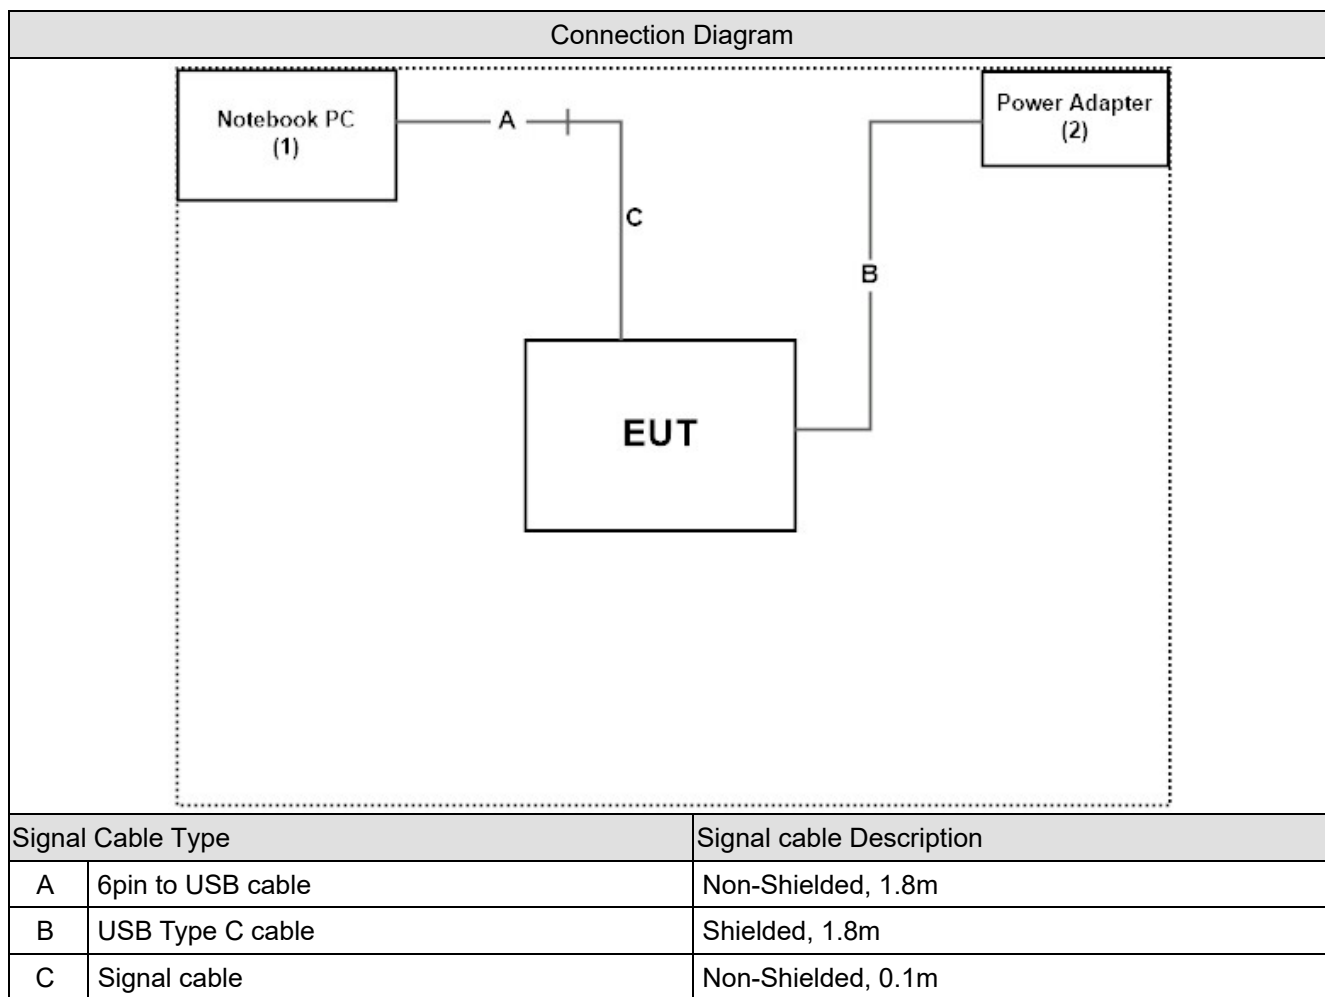 Connection Diagram
Notebook PC
(1)
A
Power Adapter
(2)
C
B
EUT
Signal Cable Type Signal cable Description
A 6pin to USB cable Non-Shielded, 1.8m
B USB Type C cable Shielded, 1.8m
C Signal cable Non-Shielded, 0.1m